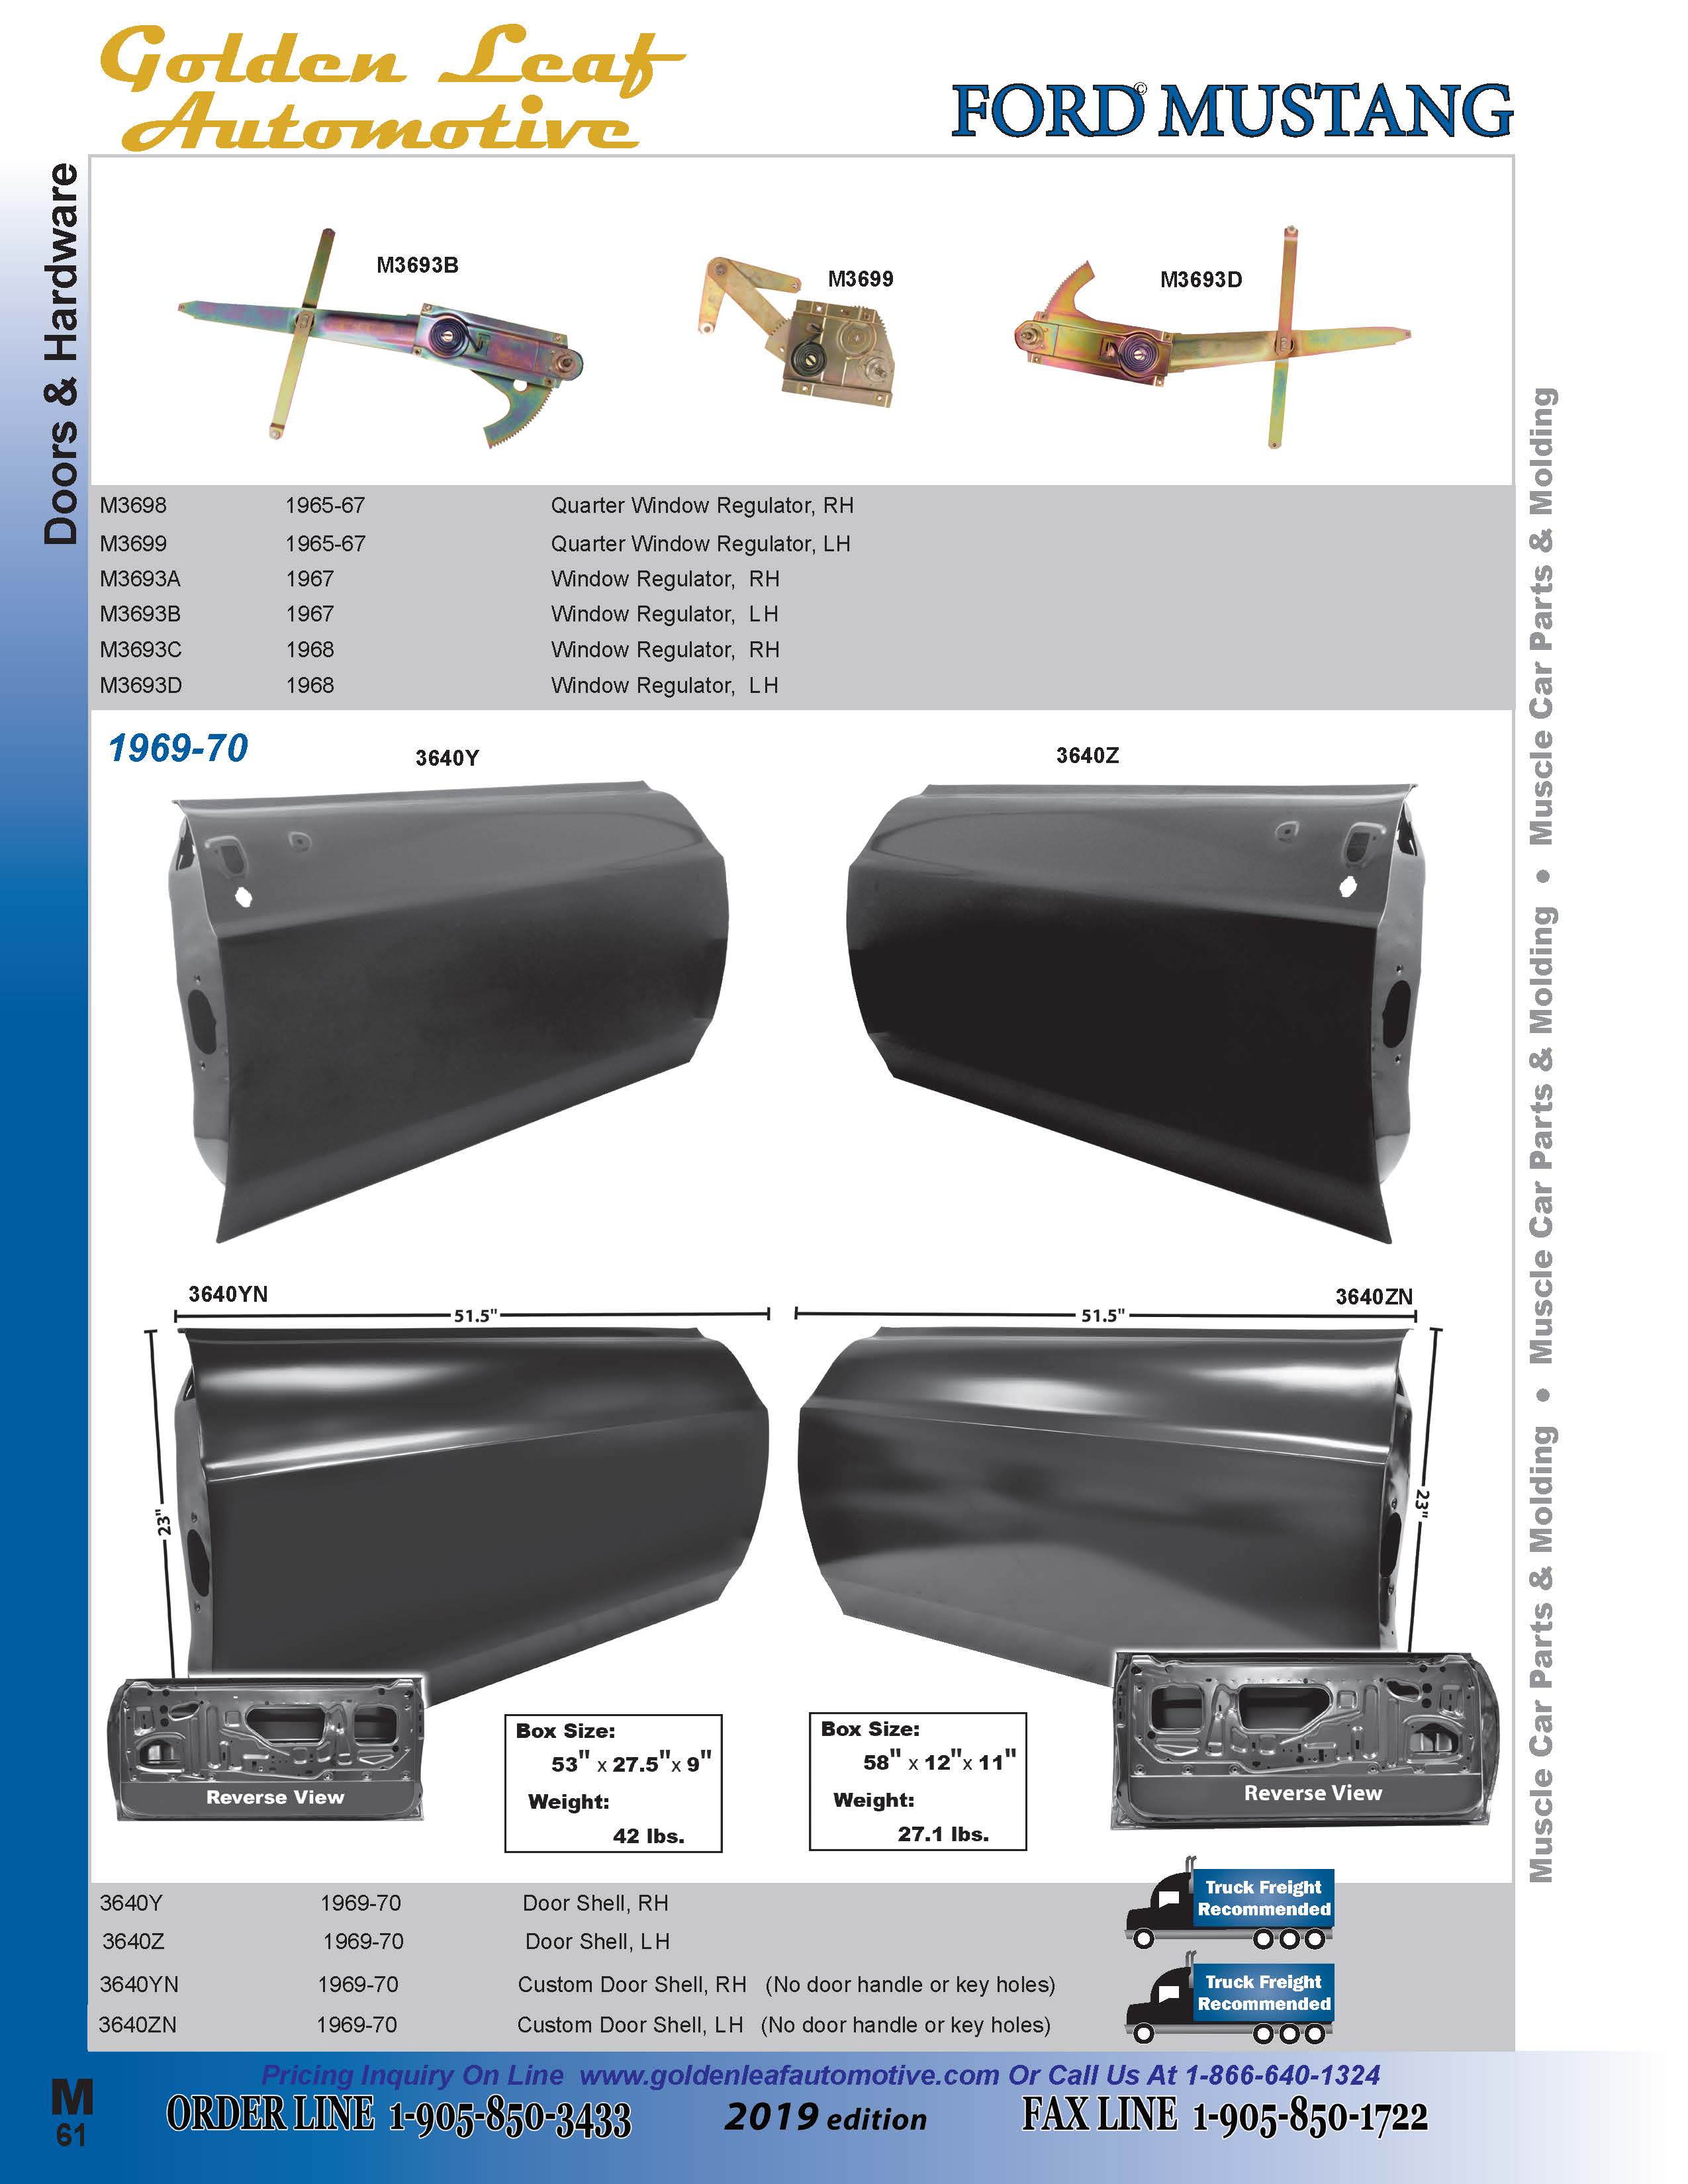 Golden Leaf
Automotive
FORD© MUSTANG
Doors & Hardware
M3693B
M3699
M3693D
M3698 1965-67 Quarter Window Regulator, RH
M3699 1965-67 Quarter Window Regulator, LH
M3693A 1967 Window Regulator, RH
M3693B 1967 Window Regulator, LH
M3693C 1968 Window Regulator, RH
M3693D 1968 Window Regulator, LH
Muscle Car Parts & Molding • Muscle Car Parts & Molding • Muscle Car Parts & Molding
1969-70
3640Y
3640Z
3640YN
51.5"
51.5"
3640ZN
23"
23"
Reverse View
Box Size:
53" x 27.5" x 9"
Weight:
42 lbs.
Box Size:
58" x 12" x 11"
Weight:
27.1 lbs.
Reverse View
3640Y 1969-70 Door Shell, RH
3640Z 1969-70 Door Shell, LH
3640YN 1969-70 Custom Door Shell, RH (No door handle or key holes)
3640ZN 1969-70 Custom Door Shell, LH (No door handle or key holes)
Truck Freight
Recommended
Truck Freight
Recommended
Pricing Inquiry On Line www.goldenleafautomotive.com Or Call Us At 1-866-640-1324
M
61
ORDER LINE 1-905-850-3433
2019 edition
FAX LINE 1-905-850-1722